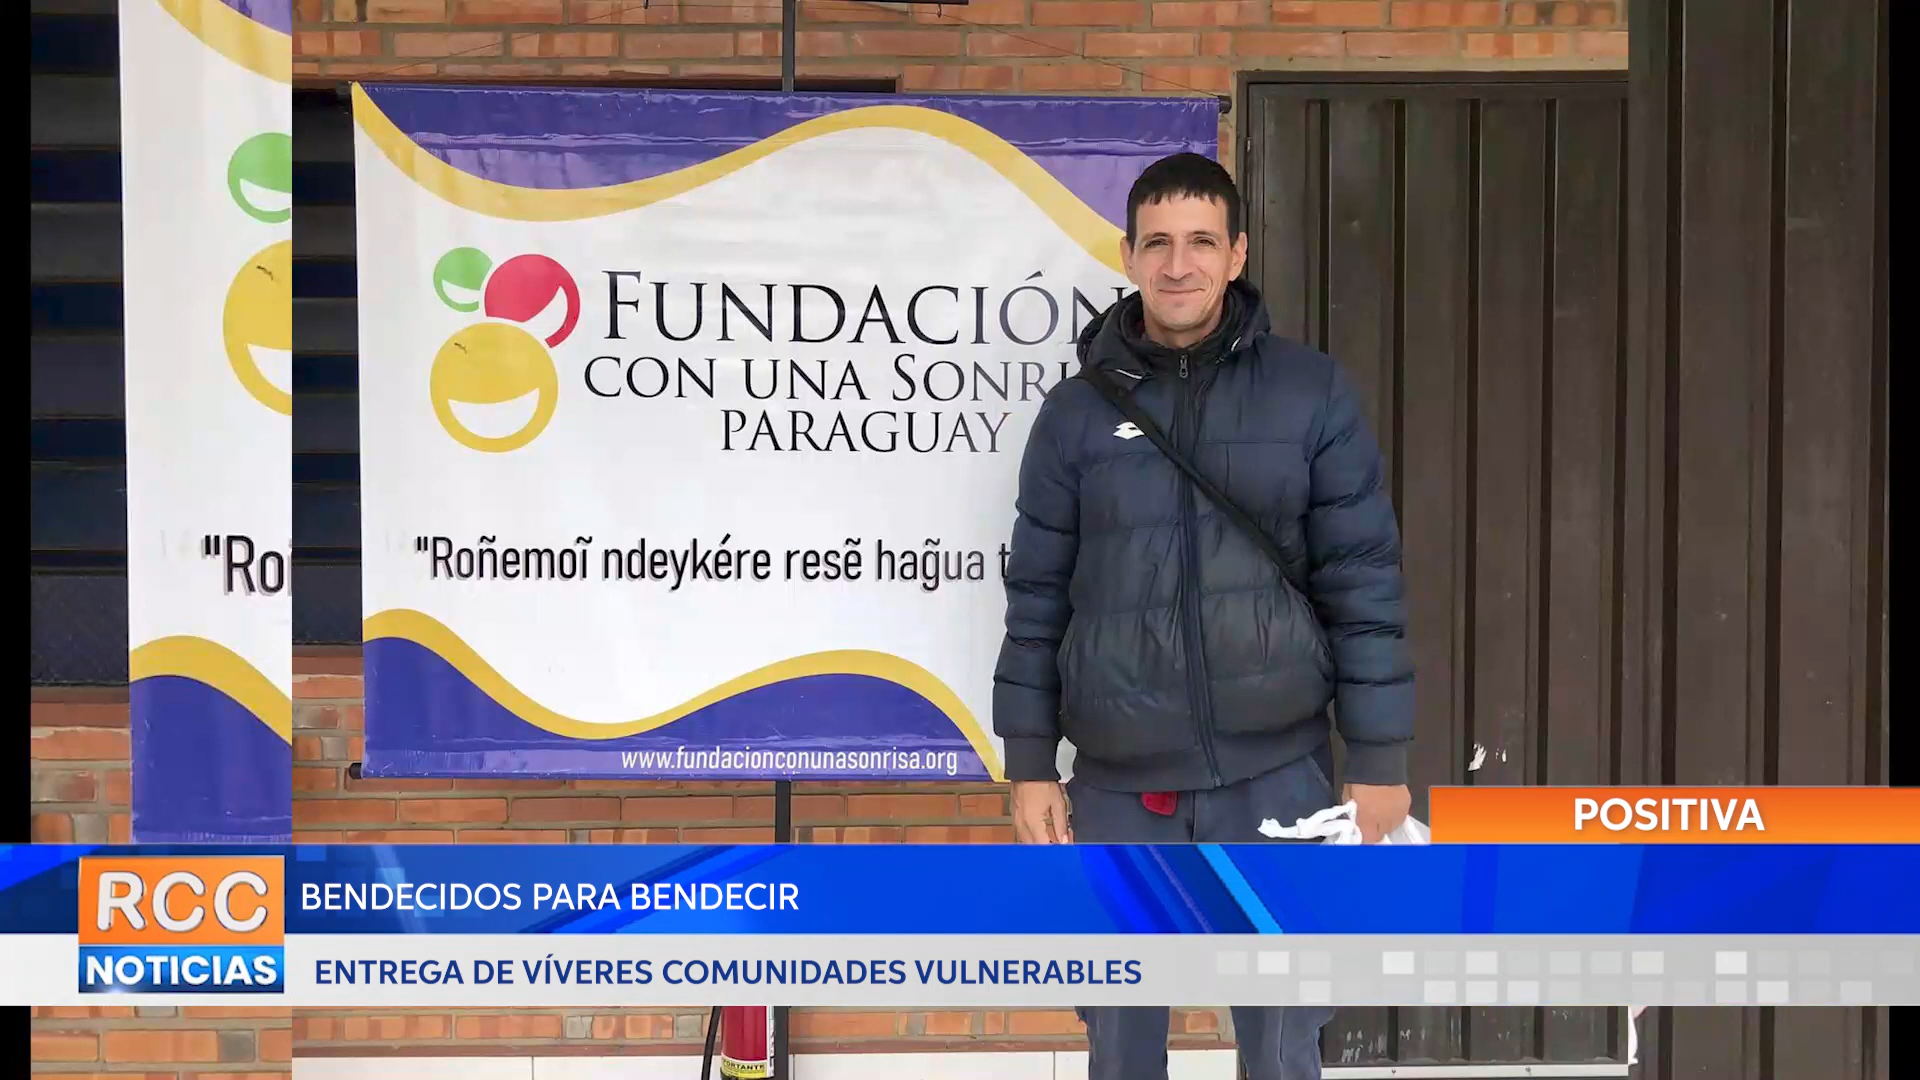 FUNDACIÓN
CON UNA SONRI
PARAGUAY
"Ro
"Roñemoĩ ndeykére resẽ hag̃ua t
www.fundacionconunasonrisa.org
POSITIVA
RCC
NOTICIAS
BENDECIDOS PARA BENDECIR
ENTREGA DE VÍVERES COMUNIDADES VULNERABLES